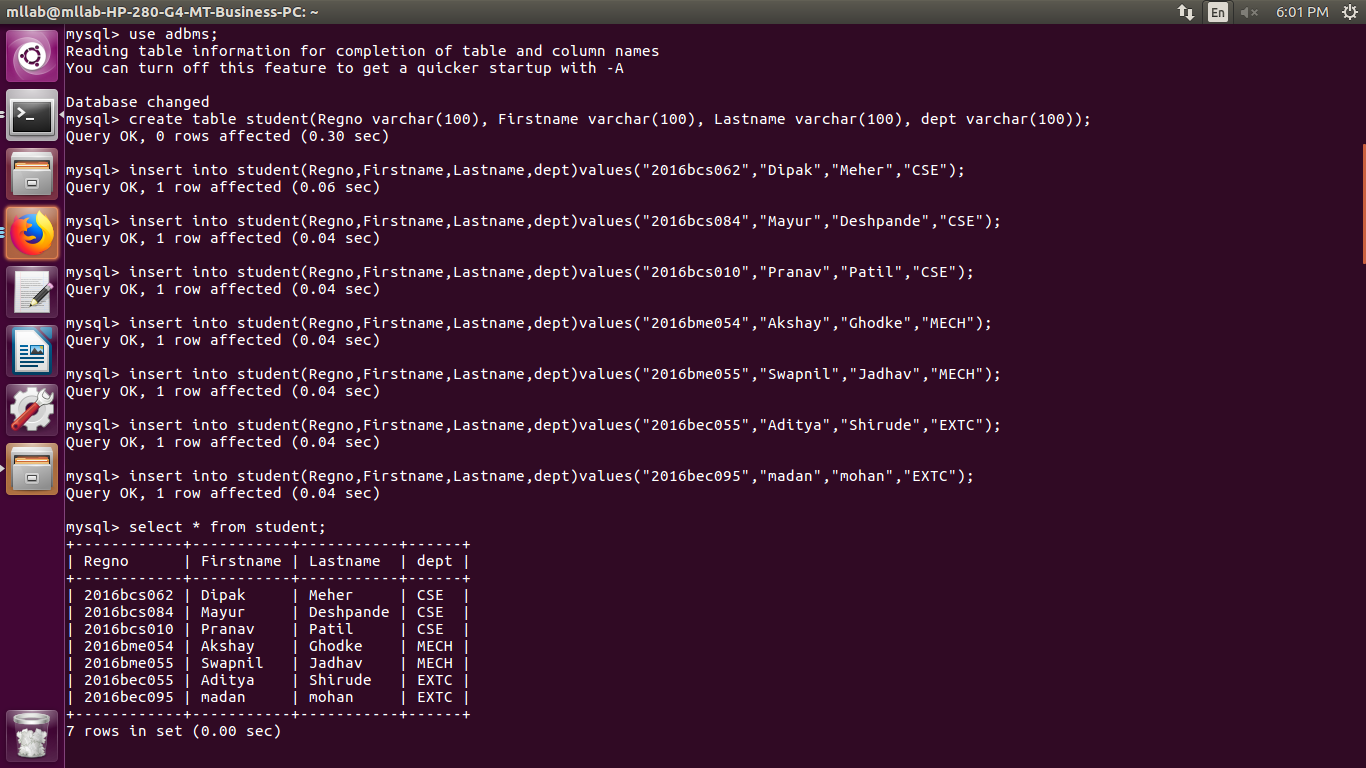 mllab@mllab-HP-280-G4-MT-Business-PC: ~ En 6:01 PM
mysql> use adbms;
Reading table information for completion of table and column names
You can turn off this feature to get a quicker startup with -A
Database changed
mysql> create table student(Regno varchar(100), Firstname varchar(100), Lastname varchar(100), dept varchar(100));
Query OK, 0 rows affected (0.30 sec)
mysql> insert into student(Regno,Firstname,Lastname,dept)values("2016bcs062","Dipak","Meher","CSE");
Query OK, 1 row affected (0.06 sec)
mysql> insert into student(Regno,Firstname,Lastname,dept)values("2016bcs084","Mayur","Deshpande","CSE");
Query OK, 1 row affected (0.04 sec)
mysql> insert into student(Regno,Firstname,Lastname,dept)values("2016bcs010","Pranav","Patil","CSE");
Query OK, 1 row affected (0.04 sec)
mysql> insert into student(Regno,Firstname,Lastname,dept)values("2016bme054","Akshay","Ghodke","MECH");
Query OK, 1 row affected (0.04 sec)
mysql> insert into student(Regno,Firstname,Lastname,dept)values("2016bme055","Swapnil","Jadhav","MECH");
Query OK, 1 row affected (0.04 sec)
mysql> insert into student(Regno,Firstname,Lastname,dept)values("2016bec055","Aditya","Shirude","EXTC");
Query OK, 1 row affected (0.04 sec)
mysql> insert into student(Regno,Firstname,Lastname,dept)values("2016bec095","madan","mohan","EXTC");
Query OK, 1 row affected (0.04 sec)
mysql> select * from student;
+------------+-----------+-----------+------+
| Regno      | Firstname | Lastname  | dept |
+------------+-----------+-----------+------+
| 2016bcs062 | Dipak     | Meher     | CSE  |
| 2016bcs084 | Mayur     | Deshpande | CSE  |
| 2016bcs010 | Pranav    | Patil     | CSE  |
| 2016bme054 | Akshay    | Ghodke    | MECH |
| 2016bme055 | Swapnil   | Jadhav    | MECH |
| 2016bec055 | Aditya    | Shirude   | EXTC |
| 2016bec095 | madan     | mohan     | EXTC |
+------------+-----------+-----------+------+
7 rows in set (0.00 sec)